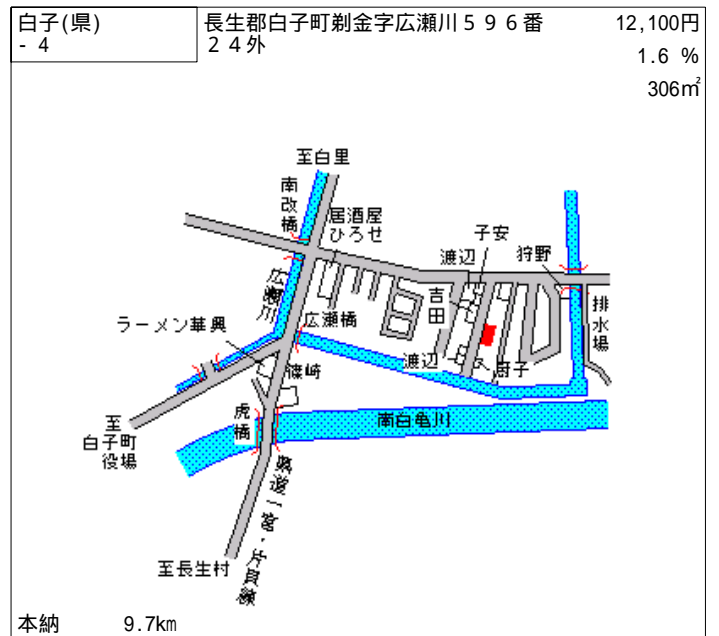 白子(県)
- 4
長生郡白子町剃金字広瀬川５９６番
２４外
12,100円
1.6 %
306㎡
至白里
南改橋
居酒屋
ひろせ
子安
渡辺
狩野
広瀬川
吉田
排水場
ラーメン華興
広瀬橋
渡辺
厨子
篠崎
虎橋
南白亀川
至
白子町
役場
県道一宮・片貝線
至長生村
本納 9.7km